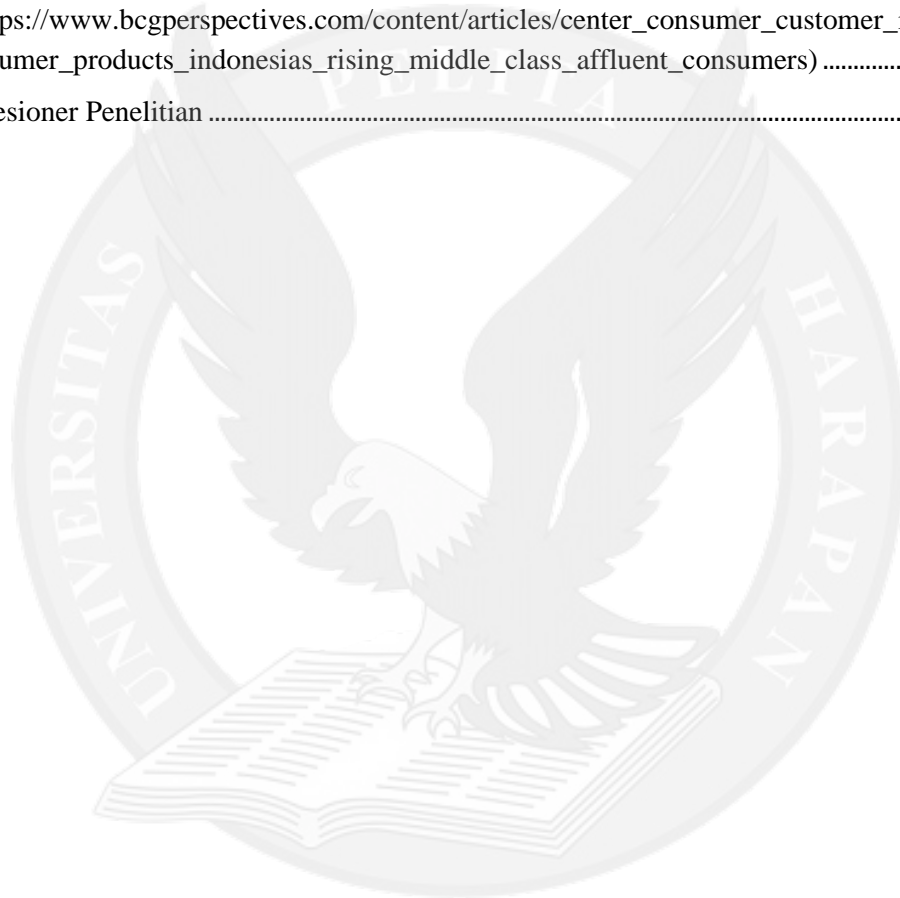 ps://www.bcgperspectives.com/content/articles/center_consumer_customer_
umer_products_indonesias_rising_middle_class_affluent_consumers) ..............
esioner Penelitian ....................................................................................................................
UNIVERSITAS PELITA HARAPAN